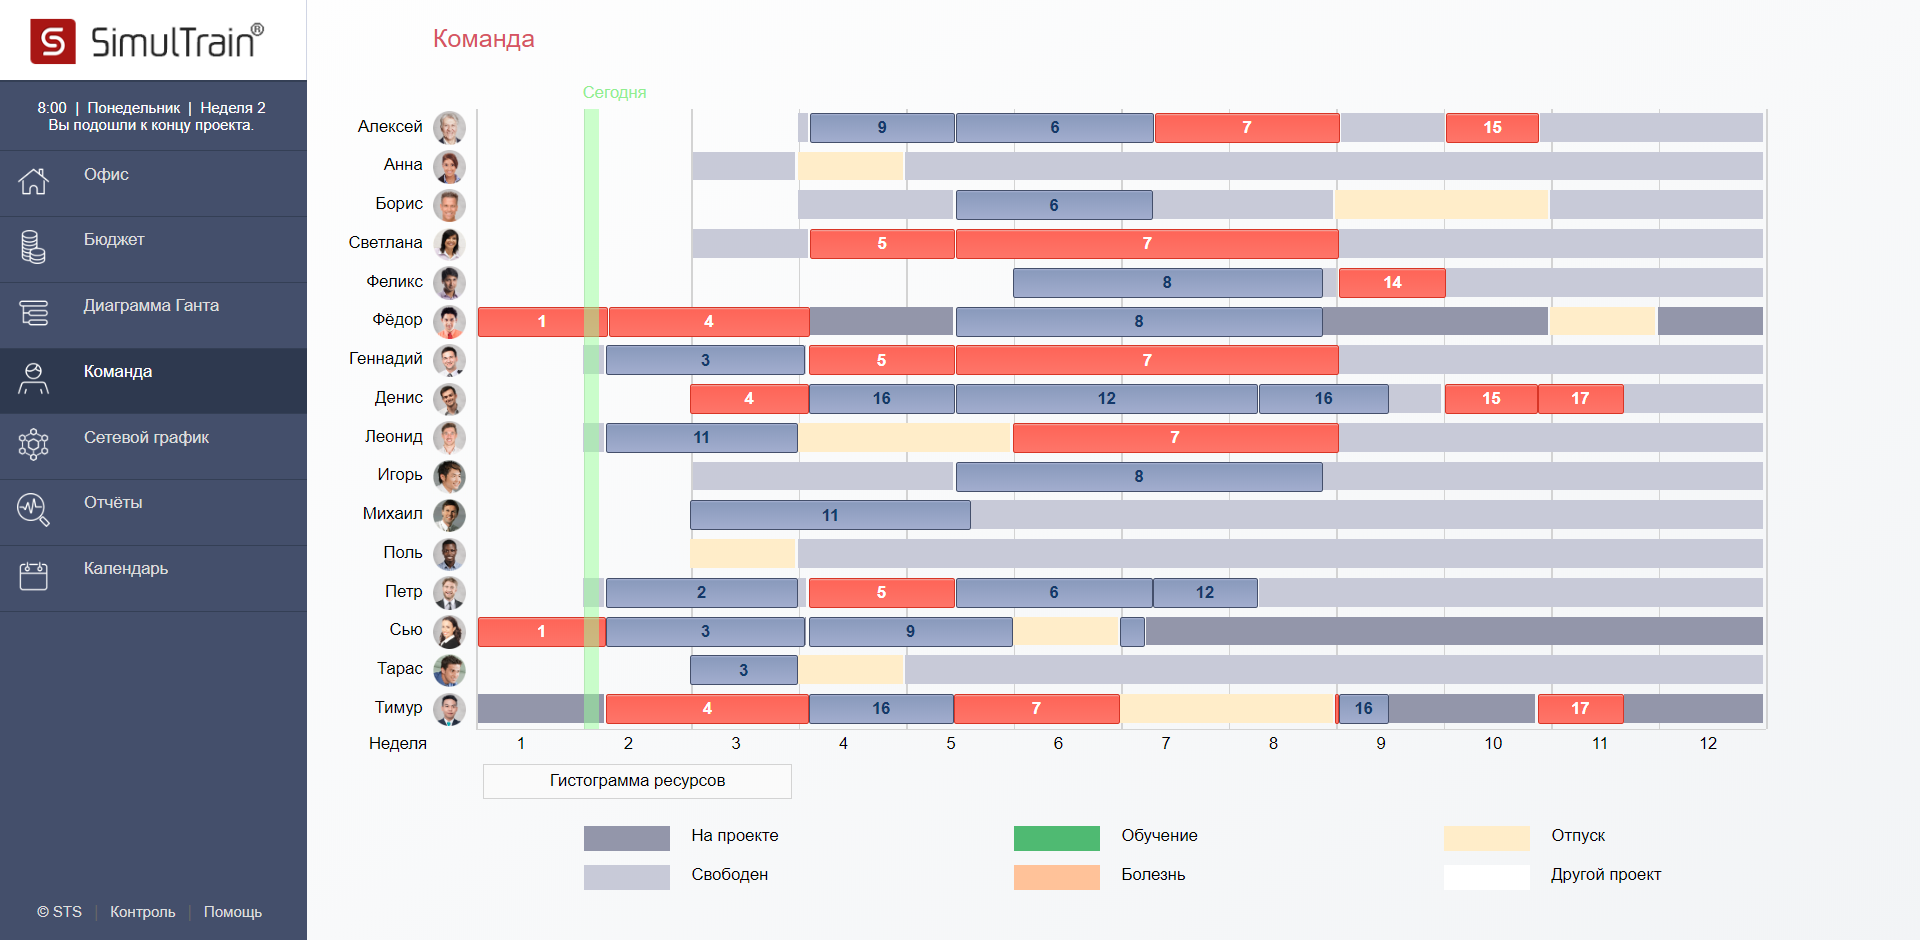 S SimulTrain®
Команда
8:00 | Понедельник | Неделя 2
Вы подошли к концу проекта.
Офис
Бюджет
Диаграмма Ганта
Команда
Сетевой график
Отчёты
Календарь
© STS | Контроль | Помощь
Сегодня
Алексей 9 6 7 15
Анна
Борис 6
Светлана 5 7
Феликс 8 14
Фёдор 1 4 8
Геннадий 3 5 7
Денис 4 16 12 16 15 17
Леонид 11 7
Игорь 8
Михаил 11
Поль
Петр 2 5 6 12
Сью 1 3 9
Тарас 3
Тимур 4 16 7 16 17
Неделя 1 2 3 4 5 6 7 8 9 10 11 12
Гистограмма ресурсов
На проекте Обучение Отпуск
Свободен Болезнь Другой проект